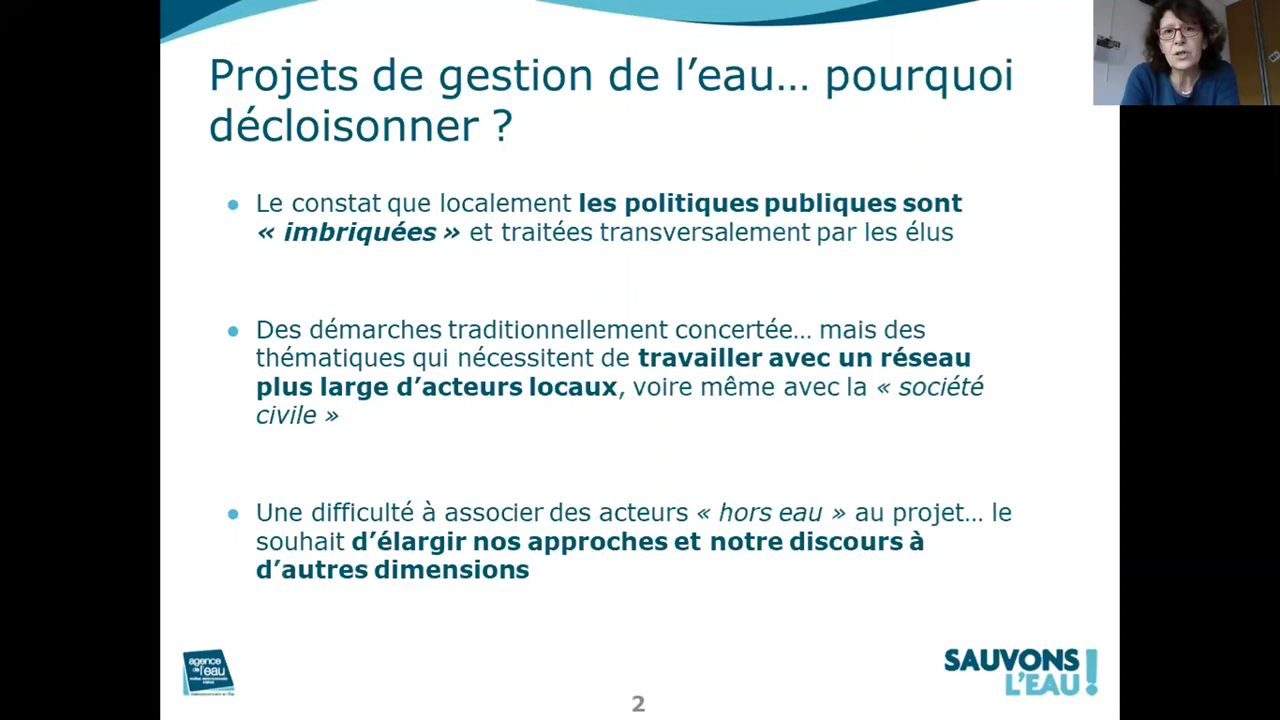 Projets de gestion de l’eau… pourquoi
décloisonner ?
● Le constat que localement les politiques publiques sont
« imbriquées » et traitées transversalement par les élus
● Des démarches traditionnellement concertée… mais des
thématiques qui nécessitent de travailler avec un réseau
plus large d’acteurs locaux, voire même avec la « société
civile »
● Une difficulté à associer des acteurs « hors eau » au projet… le
souhait d’élargir nos approches et notre discours à
d’autres dimensions
agence
de l’eau
SAUVONS
L’EAU !
2